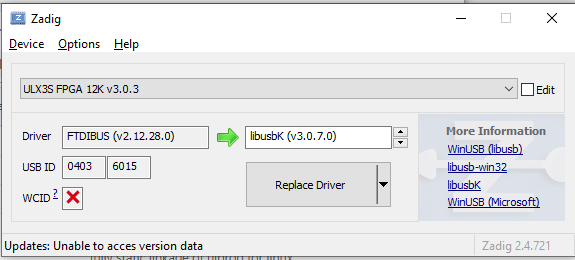 Zadig
Device Options Help
ULX3S FPGA 12K v3.0.3 Edit
Driver FTDIBUS (v2.12.28.0) libusbK (v3.0.7.0)
USB ID 0403 6015
WCID ?
Replace Driver
More Information
WinUSB (libusb)
libusb-win32
libusbK
WinUSB (Microsoft)
Updates: Unable to acces version data Zadig 2.4.721